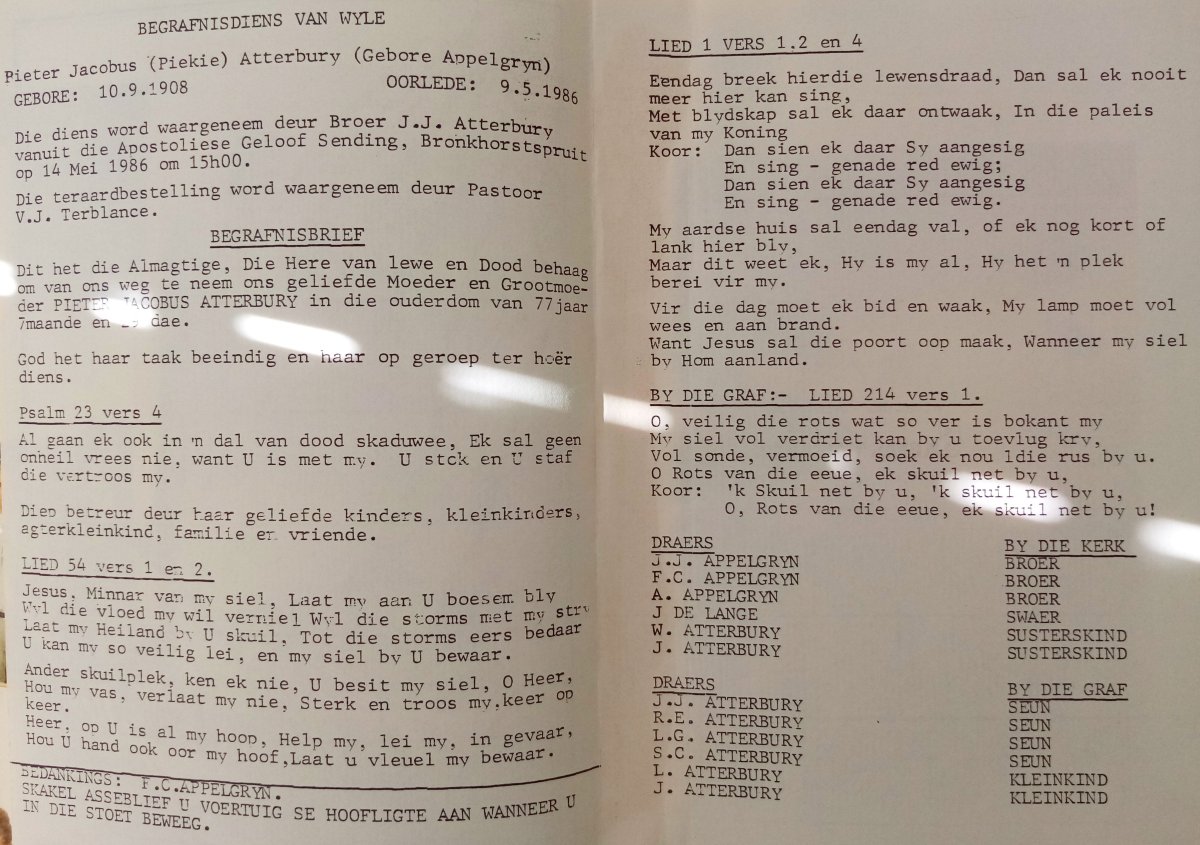 BEGRAFNISDIENS VAN WYLE
Pieter Jacobus (Piekie) Atterbury (Gebore Appelgryn)
GEBORE: 10.9.1908 OORLEDE: 9.5.1986
Die diens word waargeneem deur Broer J.J. Atterbury
vanuit die Apostoliese Geloof Sending, Bronkhorstspruit
op 14 Mei 1986 om 15h00.
Die teraardbestelling word waargeneem deur Pastoor
V.J. Terblance.
BEGRAFNISBRIEF
Dit het die Almagtige, Die Here van lewe en Dood behaag
om van ons weg te neem ons geliefde Moeder en Grootmoe-
der PIETER JACOBUS ATTERBURY in die ouderdom van 77jaar
7maande en 29 dae.
God het haar taak beeindig en haar op geroep ter hoër
diens.
Psalm 23 vers 4
Al gaan ek ook in 'n dal van dood skaduwee, Ek sal geen
onheil vrees nie, want U is met my. U stck en U staf
die vertroos my.
Diep betreur deur haar geliefde kinders, kleinkinders,
agterkleinkind, familie en vriende.
LIED 54 vers 1 en 2.
Jesus, Minnar van my siel, Laat my aan U boesem bly
Wyl die vloed my wil verniel Wyl die storms met my stry
Laat my Heiland by U skuil, Tot die storms eers bedaar
U kan my so veilig lei, en my siel by U bewaar.
Ander skuilplek, ken ek nie, U besit my siel, O Heer,
Hou my vas, verlaat my nie, Sterk en troos my,keer op
keer.
Heer, op U is al my hoop, Help my, lei my, in gevaar,
Hou U hand ook oor my hoof,Laat u vleuel my bewaar.
BEDANKINGS: F.C.APPELGRYN.
SKAKEL ASSEBLIEF U VOERTUIG SE HOOFLIGTE AAN WANNEER U
IN DIE STOET BEWEEG.
LIED 1 VERS 1.2 en 4
Eendag breek hierdie lewensdraad, Dan sal ek nooit
meer hier kan sing,
Met blydskap sal ek daar ontwaak, In die paleis
van my Koning
Koor: Dan sien ek daar Sy aangesig
En sing - genade red ewig;
Dan sien ek daar Sy aangesig
En sing - genade red ewig.
My aardse huis sal eendag val, of ek nog kort of
lank hier bly,
Maar dit weet ek, Hy is my al, Hy het 'n plek
berei vir my.
Vir die dag moet ek bid en waak, My lamp moet vol
wees en aan brand.
Want Jesus sal die poort oop maak, Wanneer my siel
by Hom aanland.
BY DIE GRAF:- LIED 214 vers 1.
O, veilig die rots wat so ver is bokant my
My siel vol verdriet kan by u toevlug kry,
Vol sonde, vermoeid, soek ek nou ldie rus by u.
O Rots van die eeue, ek skuil net by u,
Koor: 'k Skuil net by u, 'k skuil net by u,
O, Rots van die eeue, ek skuil net by u!
DRAERS BY DIE KERK
J.J. APPELGRYN BROER
F.C. APPELGRYN BROER
A. APPELGRYN BROER
J DE LANGE SWAER
W. ATTERBURY SUSTERSKIND
J. ATTERBURY SUSTERSKIND
DRAERS BY DIE GRAF
J.J. ATTERBURY SEUN
R.E. ATTERBURY SEUN
L.G. ATTERBURY SEUN
S.C. ATTERBURY SEUN
L. ATTERBURY KLEINKIND
J. ATTERBURY KLEINKIND